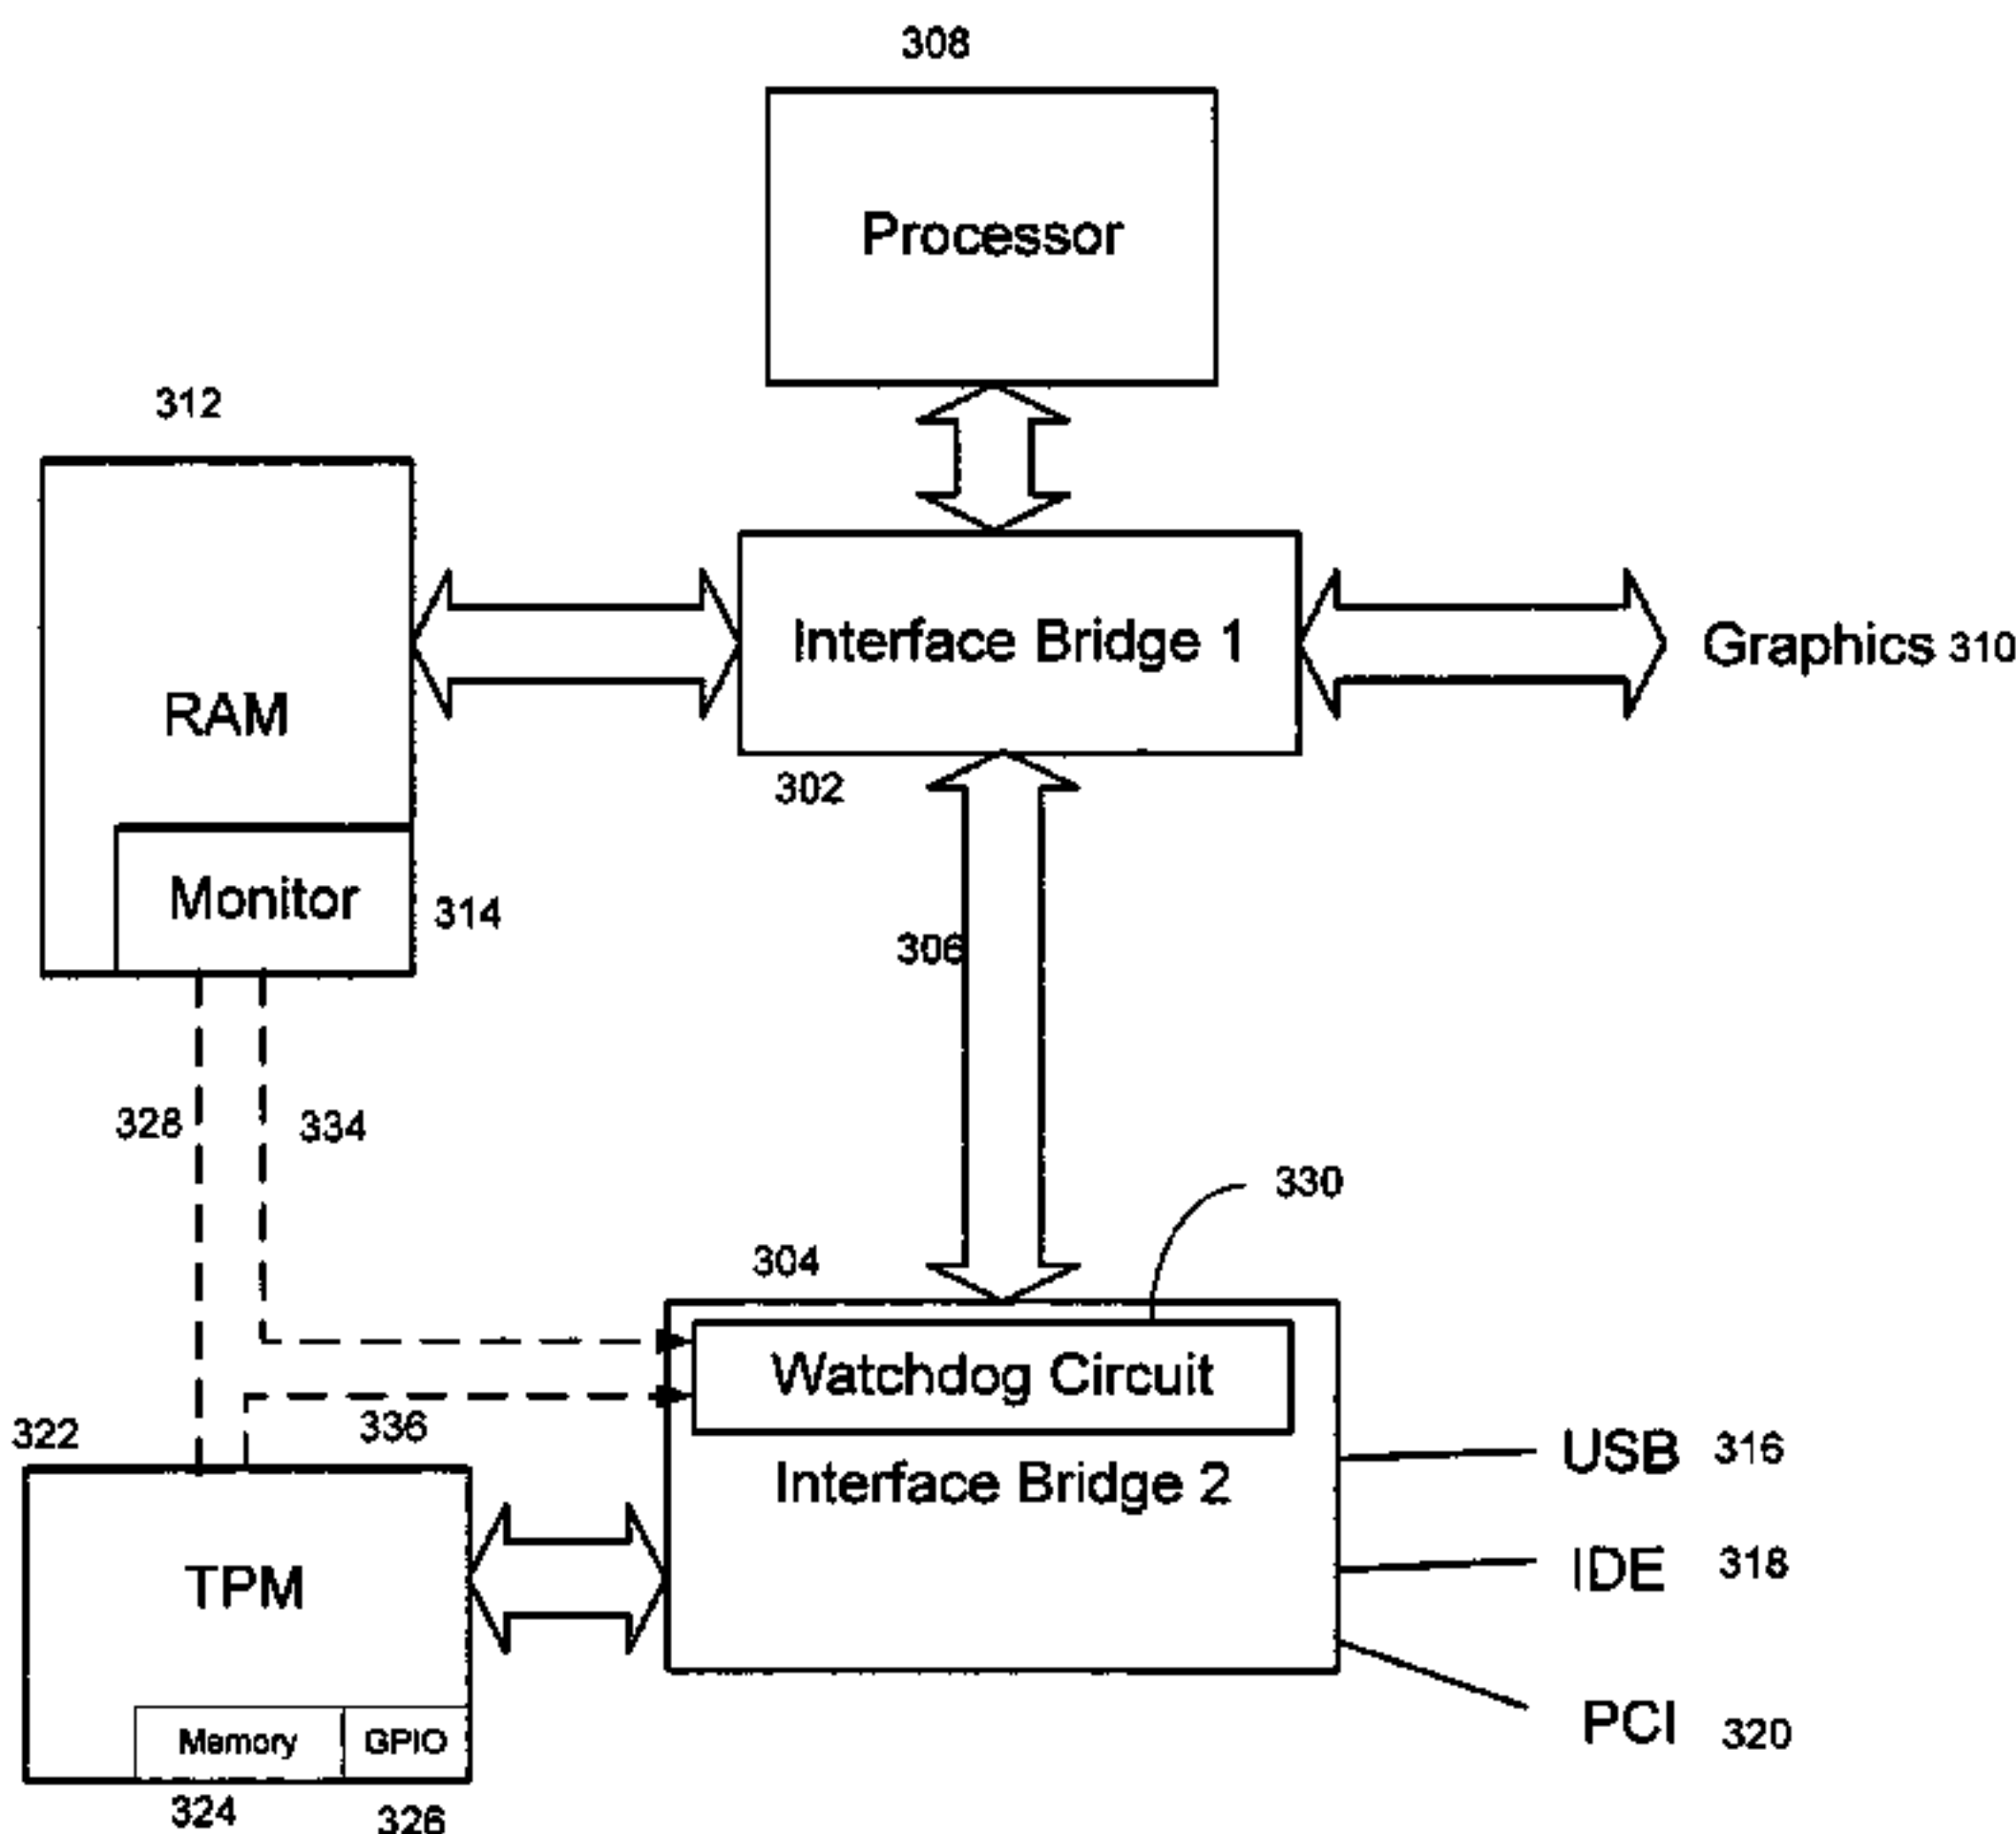 308
Processor
312
RAM
Interface Bridge 1
Graphics 310
302
Monitor
314
306
328
334
330
304
Watchdog Circuit
336
322
Interface Bridge 2
USB 316
TPM
IDE 318
Memory
GPIO
PCI 320
324
326